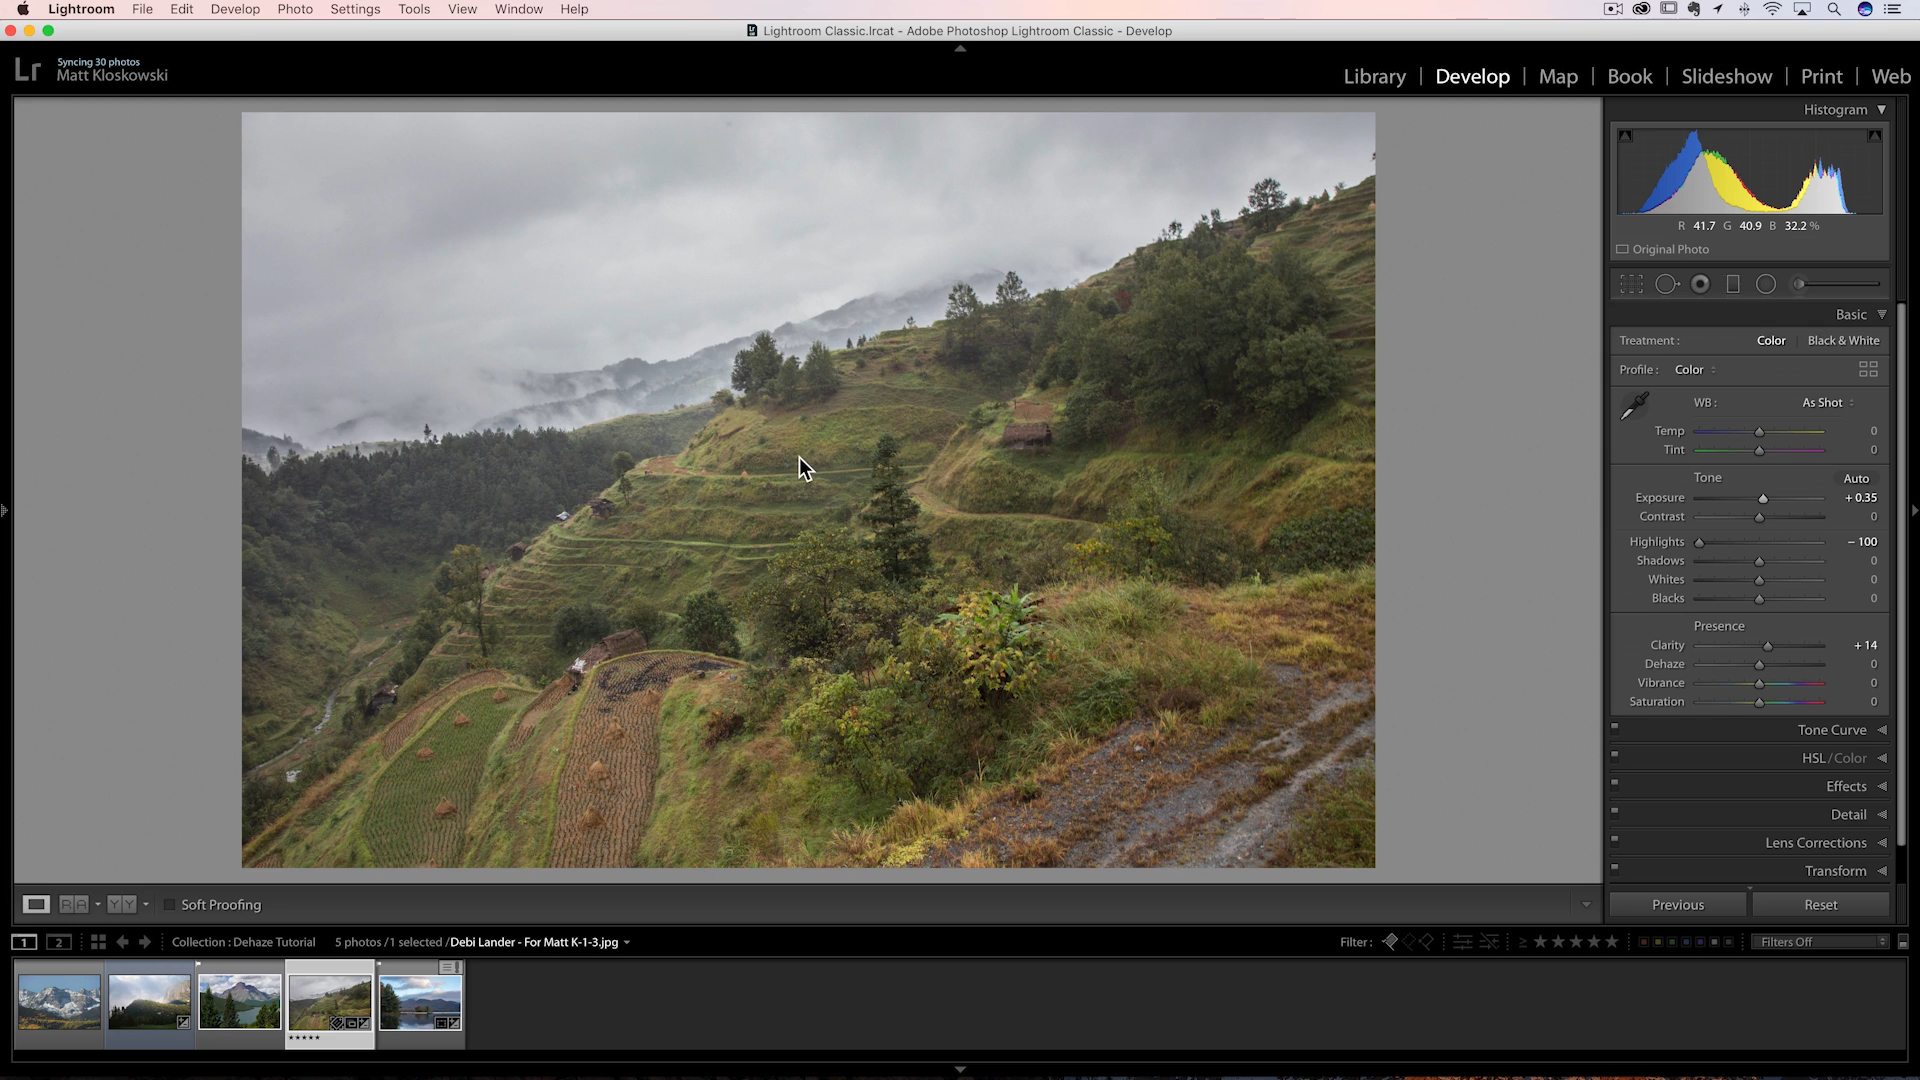 Lightroom File Edit Develop Photo Settings Tools View Window Help
Lightroom Classic.lrcat - Adobe Photoshop Lightroom Classic - Develop
Lr
Syncing 30 photos
Matt Kloskowski
Library | Develop | Map | Book | Slideshow | Print | Web
Histogram
R 41.7 G 40.9 B 32.2 %
Original Photo
Basic
Treatment : Color Black & White
Profile : Color
WB : As Shot
Temp 0
Tint 0
Tone Auto
Exposure + 0.35
Contrast 0
Highlights – 100
Shadows 0
Whites 0
Blacks 0
Presence
Clarity + 14
Dehaze 0
Vibrance 0
Saturation 0
Tone Curve
HSL / Color
Effects
Detail
Lens Corrections
Transform
Previous Reset
R A Y Y Soft Proofing
1 2 Collection : Dehaze Tutorial 5 photos / 1 selected / Debi Lander - For Matt K-1-3.jpg
Filter : ≥ ★★★★★ Filters Off
★★★★★